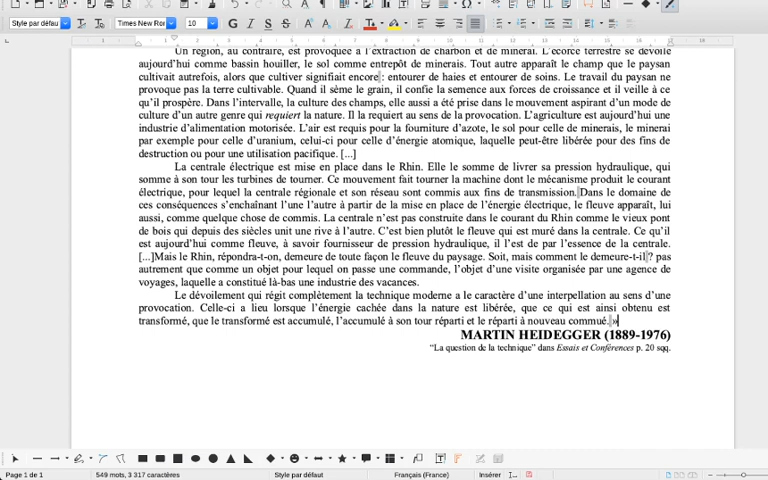 Style par défau
Times New Ror
10
Un région, au contraire, est provoquée à l'extraction de charbon et de minerai. L'écorce terrestre se dévoile
aujourd'hui comme bassin houiller, le sol comme entrepôt de minerais. Tout autre apparaît le champ que le paysan
cultivait autrefois, alors que cultiver signifiait encore : entourer de haies et entourer de soins. Le travail du paysan ne
provoque pas la terre cultivable. Quand il sème le grain, il confie la semence aux forces de croissance et il veille à ce
qu'il prospère. Dans l'intervalle, la culture des champs, elle aussi a été prise dans le mouvement aspirant d'un mode de
culture d'un autre genre qui requiert la nature. Il la requiert au sens de la provocation. L'agriculture est aujourd'hui une
industrie d'alimentation motorisée. L'air est requis pour la fourniture d'azote, le sol pour celle de minerais, le minerai
par exemple pour celle d'uranium, celui-ci pour celle d'énergie atomique, laquelle peut-être libérée pour des fins de
destruction ou pour une utilisation pacifique. [...]
La centrale électrique est mise en place dans le Rhin. Elle le somme de livrer sa pression hydraulique, qui
somme à son tour les turbines de tourner. Ce mouvement fait tourner la machine dont le mécanisme produit le courant
électrique, pour lequel la centrale régionale et son réseau sont commis aux fins de transmission. Dans le domaine de
ces conséquences s'enchaînant l'une l'autre à partir de la mise en place de l'énergie électrique, le fleuve apparaît, lui
aussi, comme quelque chose de commis. La centrale n'est pas construite dans le courant du Rhin comme le vieux pont
de bois qui depuis des siècles unit une rive à l'autre. C'est bien plutôt le fleuve qui est muré dans la centrale. Ce qu'il
est aujourd'hui comme fleuve, à savoir fournisseur de pression hydraulique, il l'est de par l'essence de la centrale.
[...]Mais le Rhin, répondra-t-on, demeure de toute façon le fleuve du paysage. Soit, mais comment le demeure-t-il ? pas
autrement que comme un objet pour lequel on passe une commande, l'objet d'une visite organisée par une agence de
voyages, laquelle a constitué là-bas une industrie des vacances.
Le dévoilement qui régit complètement la technique moderne a le caractère d'une interpellation au sens d'une
provocation. Celle-ci a lieu lorsque l'énergie cachée dans la nature est libérée, que ce qui est ainsi obtenu est
transformé, que le transformé est accumulé, l'accumulé à son tour réparti et le réparti à nouveau commué. »
MARTIN HEIDEGGER (1889-1976)
“La question de la technique” dans Essais et Conférences p. 20 sqq.
Page 1 de 1
549 mots, 3 317 caractères
Style par défaut
Français (France)
Insérer